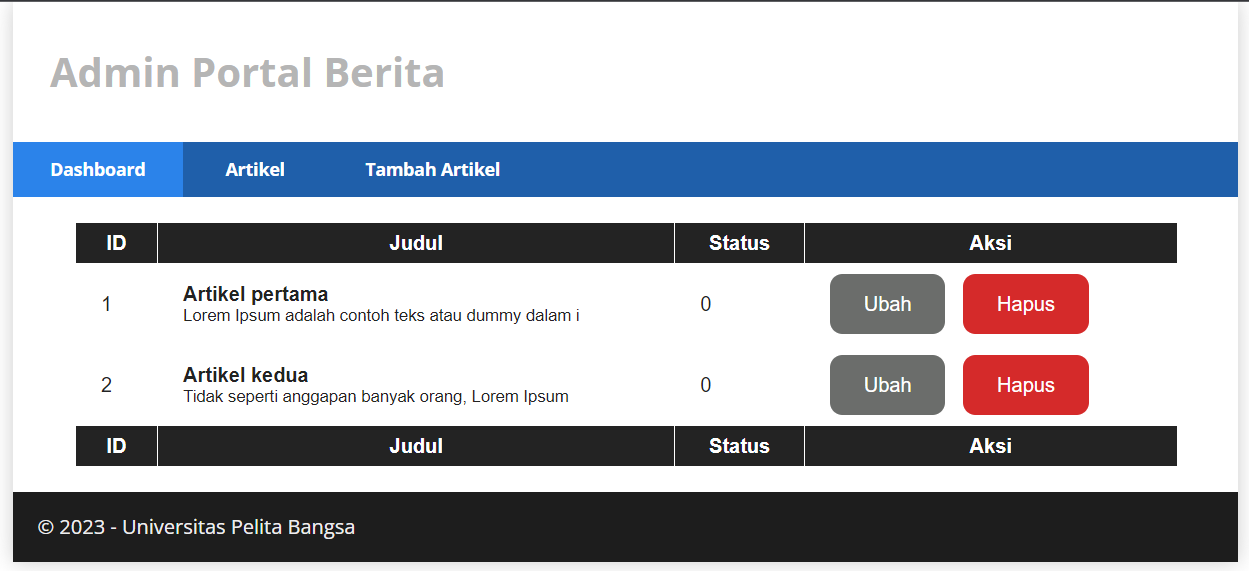 Admin Portal Berita
Dashboard Artikel Tambah Artikel
ID Judul Status Aksi
1 Artikel pertama 0 Ubah Hapus
Lorem Ipsum adalah contoh teks atau dummy dalam i
2 Artikel kedua 0 Ubah Hapus
Tidak seperti anggapan banyak orang, Lorem Ipsum
ID Judul Status Aksi
© 2023 - Universitas Pelita Bangsa